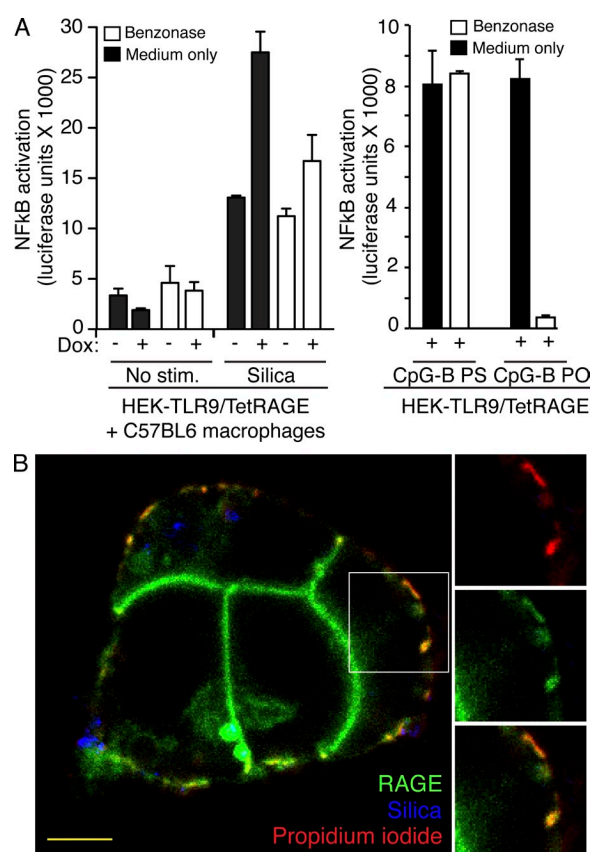 A
Benzonase
Medium only
NFkB activation
(luciferase units X 1000)
30
25
20
15
10
5
0
Dox: - + - + - + - +
No stim. Silica
HEK-TLR9/TetRAGE
+ C57BL6 macrophages
Benzonase
Medium only
NFkB activation
(luciferase units X 1000)
10
8
6
4
2
0
+ + + +
CpG-B PS CpG-B PO
HEK-TLR9/TetRAGE
B
RAGE
Silica
Propidium iodide